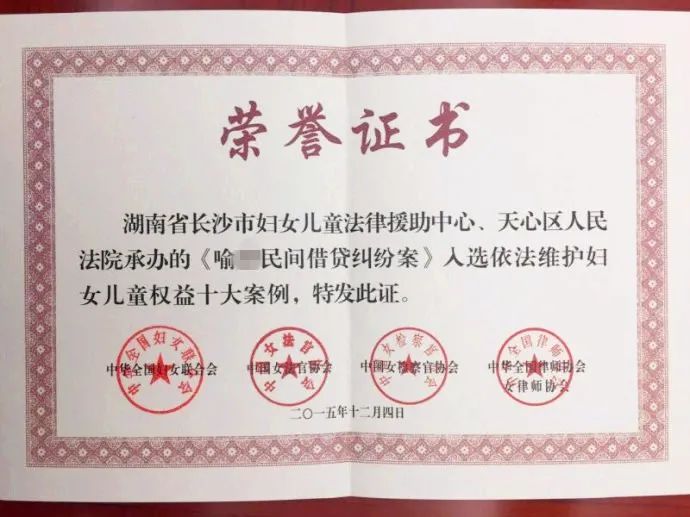 荣誉证书
湖南省长沙市妇女儿童法律援助中心、天心区人民
法院承办的《喻民间借贷纠纷案》入选依法维护妇
女儿童权益十大案例，特发此证。
中华全国妇女联合会 中国女法官协会 中国女检察官协会 中华全国律师协会
女律师协会
二〇一五年十二月四日